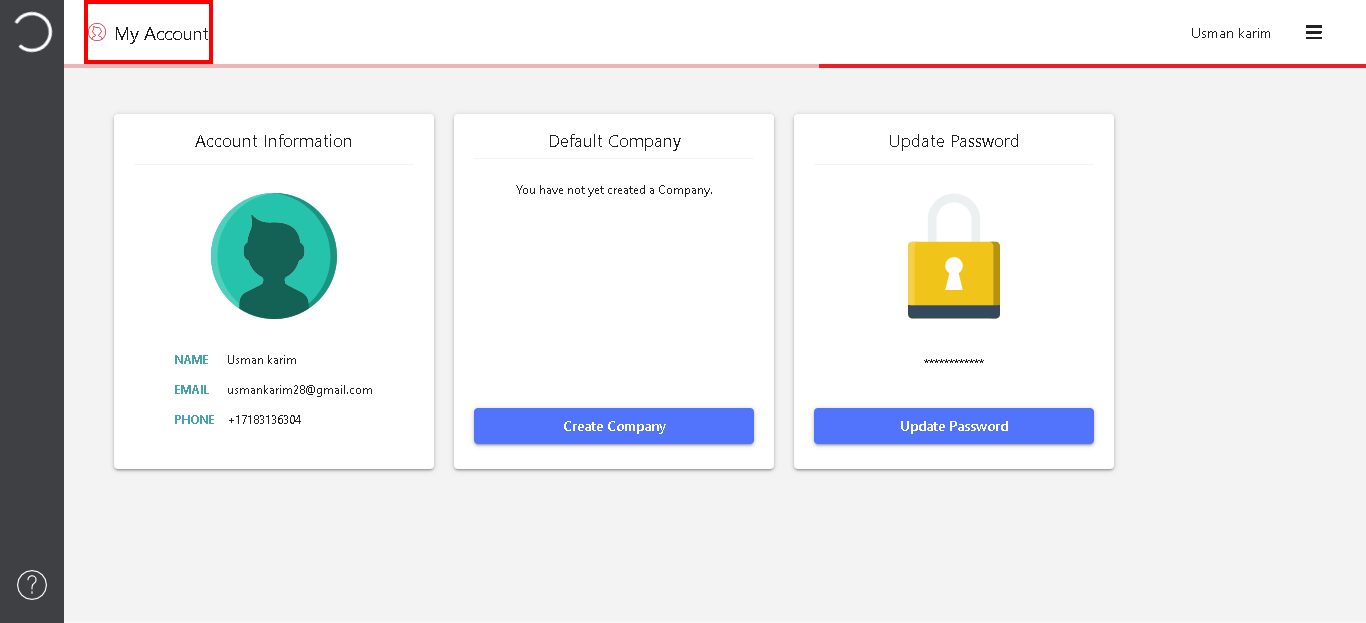 My Account
Usman karim
Account Information
NAME Usman karim
EMAIL usmankarim28@gmail.com
PHONE +17183136304
Default Company
You have not yet created a Company.
Create Company
Update Password
************
Update Password
?